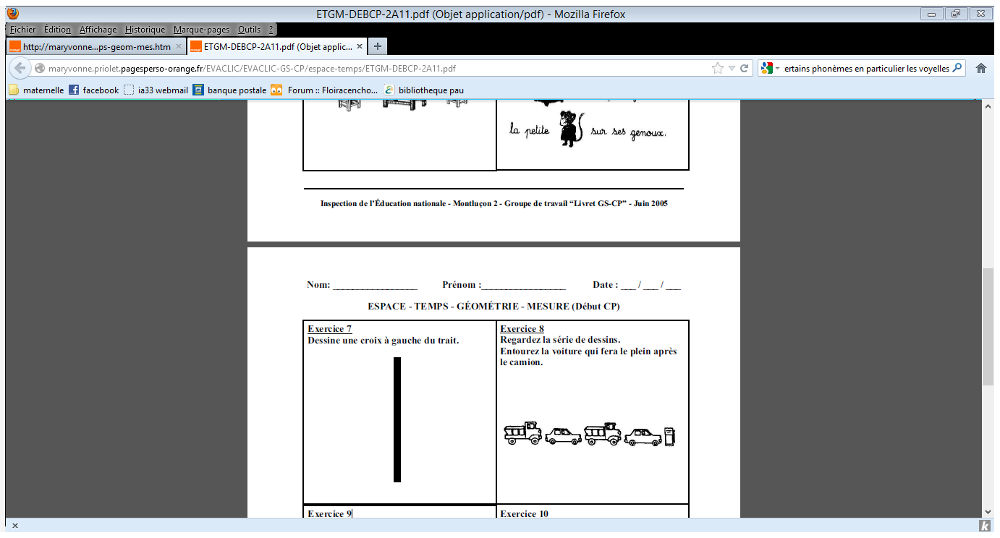 ETGM-DEBCP-2A11.pdf (Objet application/pdf) - Mozilla Firefox
Fichier Édition Affichage Historique Marque-pages Outils ?
http://maryvonne...ps-geom-mes.htm × ETGM-DEBCP-2A11.pdf (Objet applic... × +
maryvonne.priolet.pagesperso-orange.fr/EVACLIC/EVACLIC-GS-CP/espace-temps/ETGM-DEBCP-2A11.pdf
ertains phonèmes en particulier les voyelles
maternelle facebook ia33 webmail banque postale Forum :: Floiracencho... bibliotheque pau
la petite sur ses genoux.
Inspection de l'Éducation nationale - Montluçon 2 - Groupe de travail “Livret GS-CP” - Juin 2005
Nom: _________________ Prénom :_________________ Date : ___ / ___ / ___
ESPACE - TEMPS - GÉOMÉTRIE - MESURE (Début CP)
Exercice 7
Dessine une croix à gauche du trait.
Exercice 8
Regardez la série de dessins.
Entourez la voiture qui fera le plein après
le camion.
Exercice 9
Exercice 10